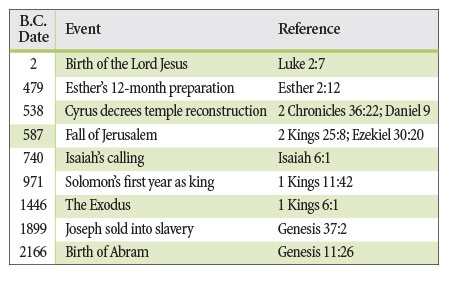 B.C. Date Event Reference
2 Birth of the Lord Jesus Luke 2:7
479 Esther's 12-month preparation Esther 2:12
538 Cyrus decrees temple reconstruction 2 Chronicles 36:22; Daniel 9
587 Fall of Jerusalem 2 Kings 25:8; Ezekiel 30:20
740 Isaiah's calling Isaiah 6:1
971 Solomon's first year as king 1 Kings 11:42
1446 The Exodus 1 Kings 6:1
1899 Joseph sold into slavery Genesis 37:2
2166 Birth of Abram Genesis 11:26